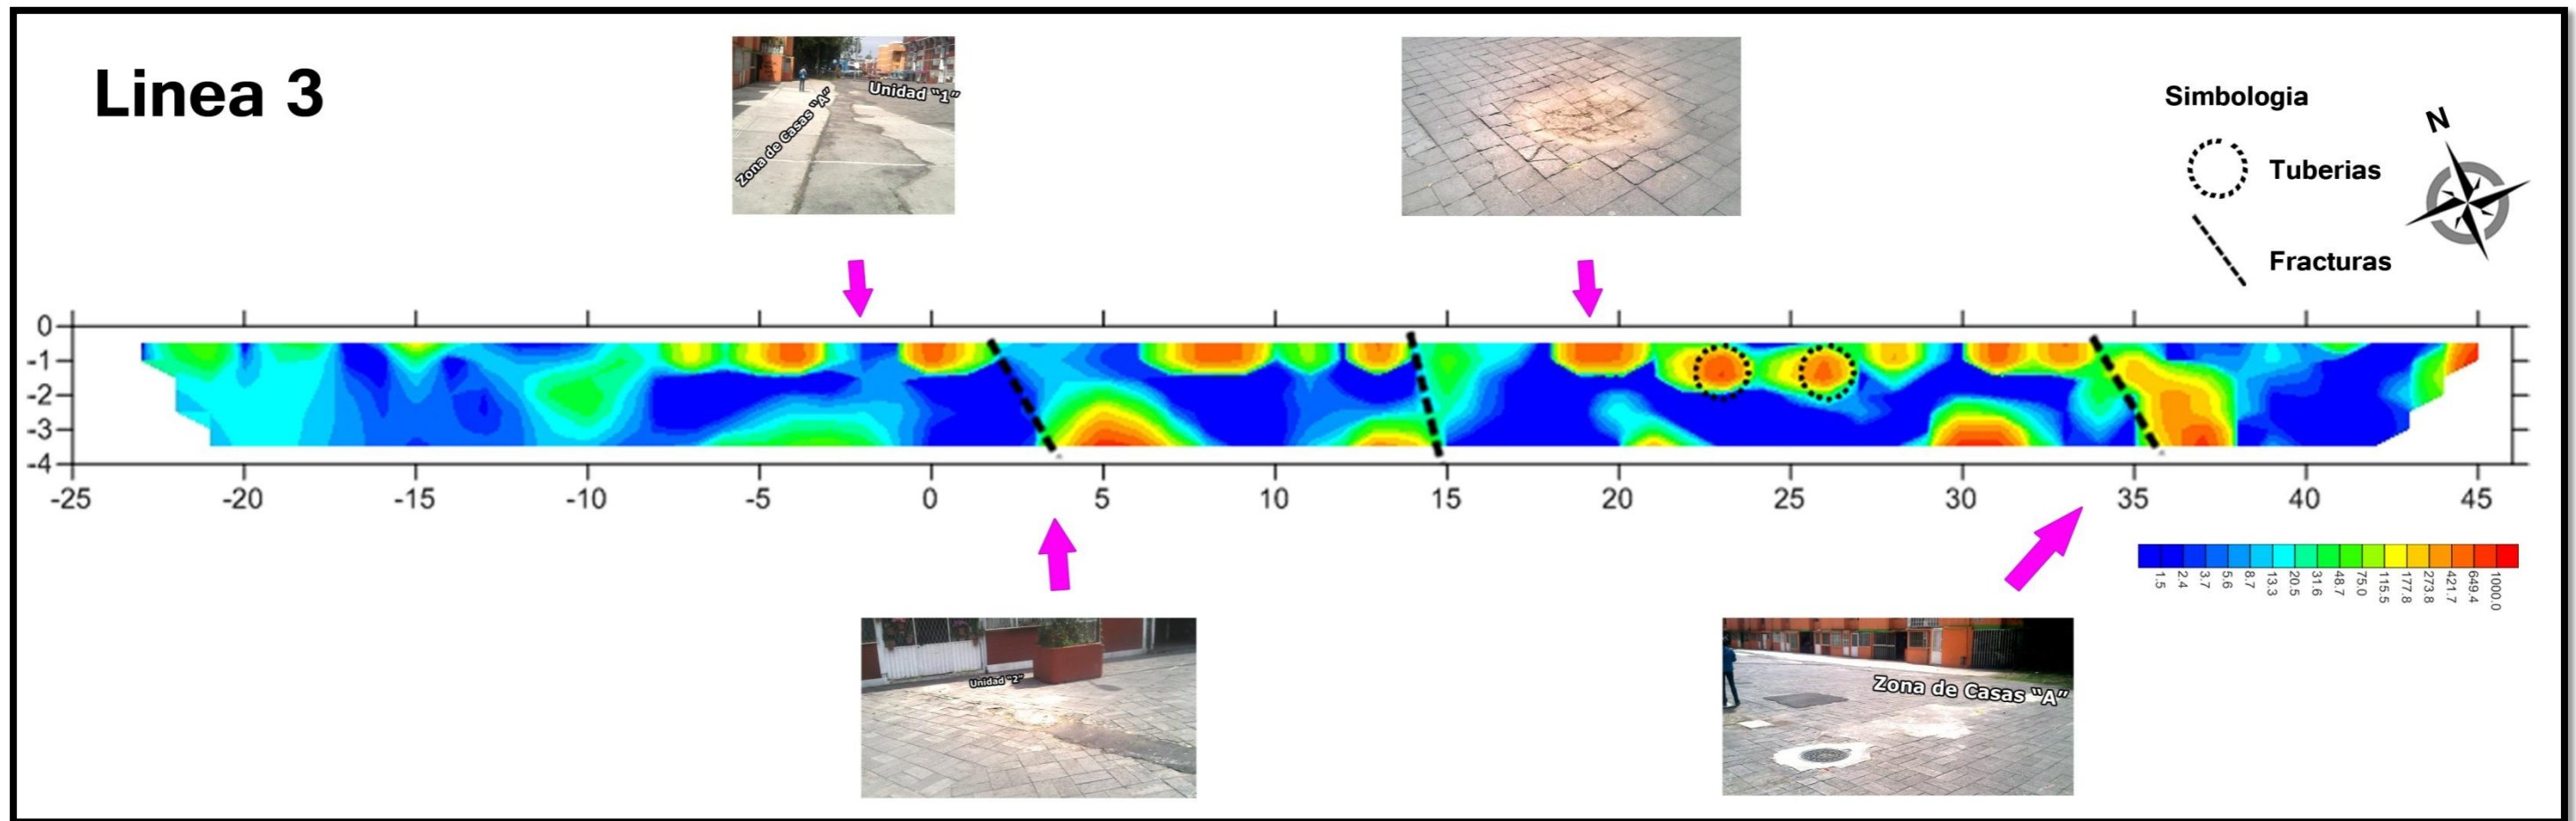 Linea 3
Zona de Casas "A"
Unidad "1"
Simbologia
N
Tuberias
Fracturas
0
-1
-2
-3
-4
-25 -20 -15 -10 -5 0 5 10 15 20 25 30 35 40 45
1.5 2.4 3.7 5.6 8.7 13.3 20.5 31.6 48.7 75.0 115.5 177.8 273.8 421.7 649.4 1000.0
Unidad "2"
Zona de Casas "A"